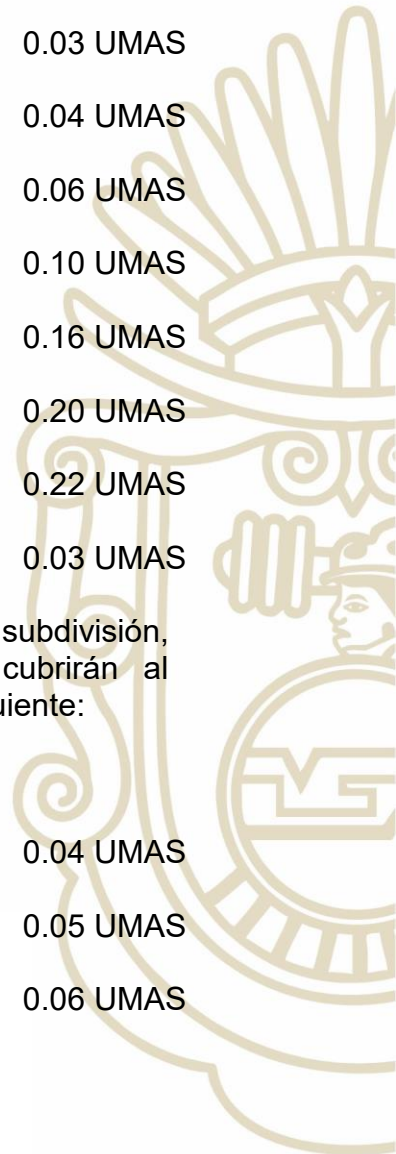 0.03 UMAS
0.04 UMAS
0.06 UMAS
0.10 UMAS
0.16 UMAS
0.20 UMAS
0.22 UMAS
0.03 UMAS
subdivisión,
cubrirán al
uiente:
0.04 UMAS
0.05 UMAS
0.06 UMAS